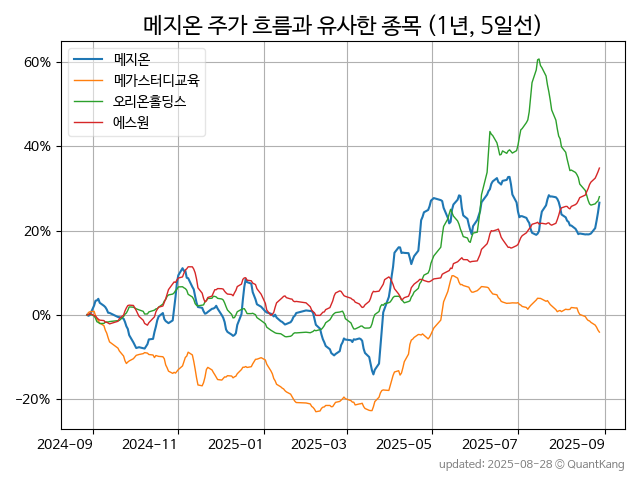 메지온 주가 흐름과 유사한 종목 (1년, 5일선)
메지온
메가스터디교육
오리온홀딩스
에스원
60%
40%
20%
0%
−20%
2024-09 2024-11 2025-01 2025-03 2025-05 2025-07 2025-09
updated: 2025-08-28 © QuantKang